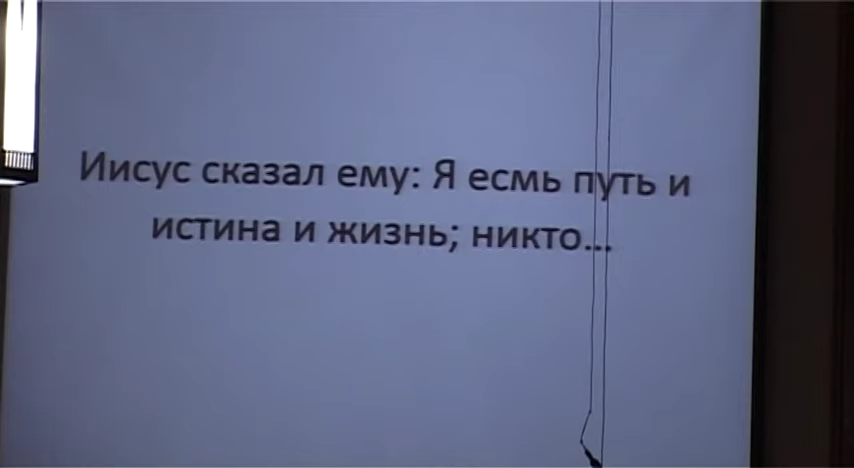 Иисус сказал ему: Я есмь путь и
истина и жизнь; никто...